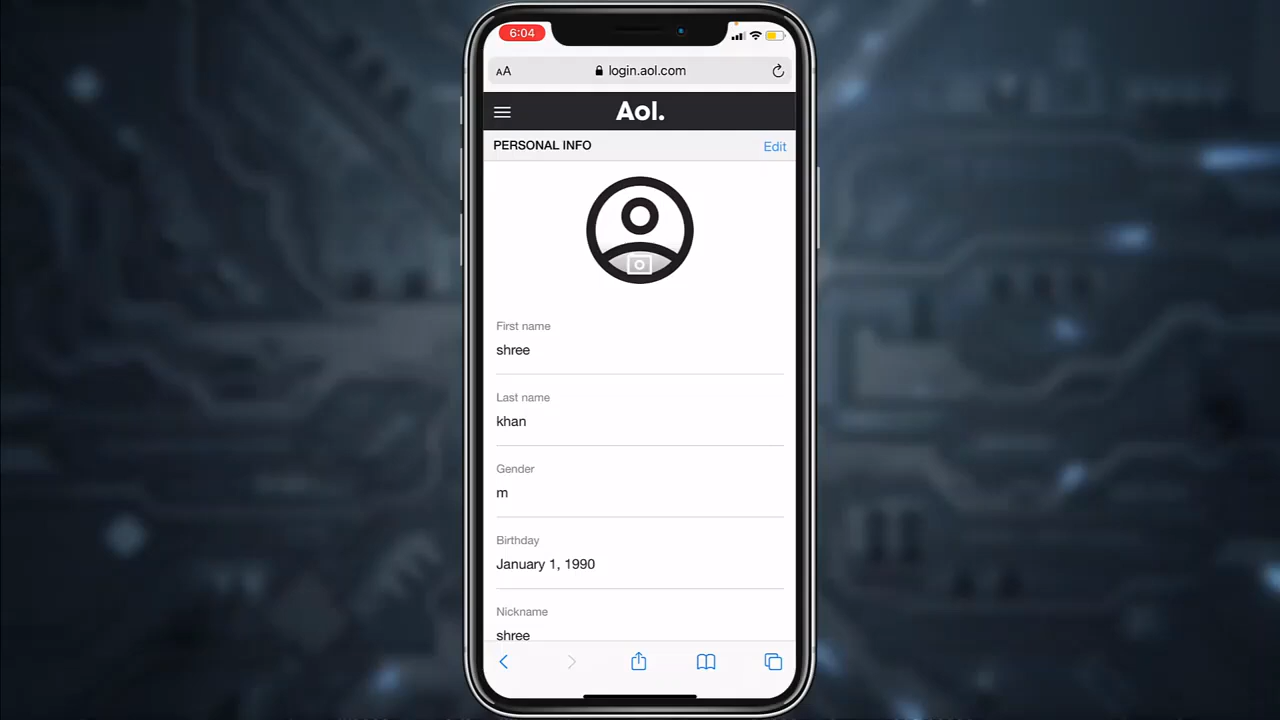 6:04
AA login.aol.com
Aol.
PERSONAL INFO Edit
First name
shree
Last name
khan
Gender
m
Birthday
January 1, 1990
Nickname
shree